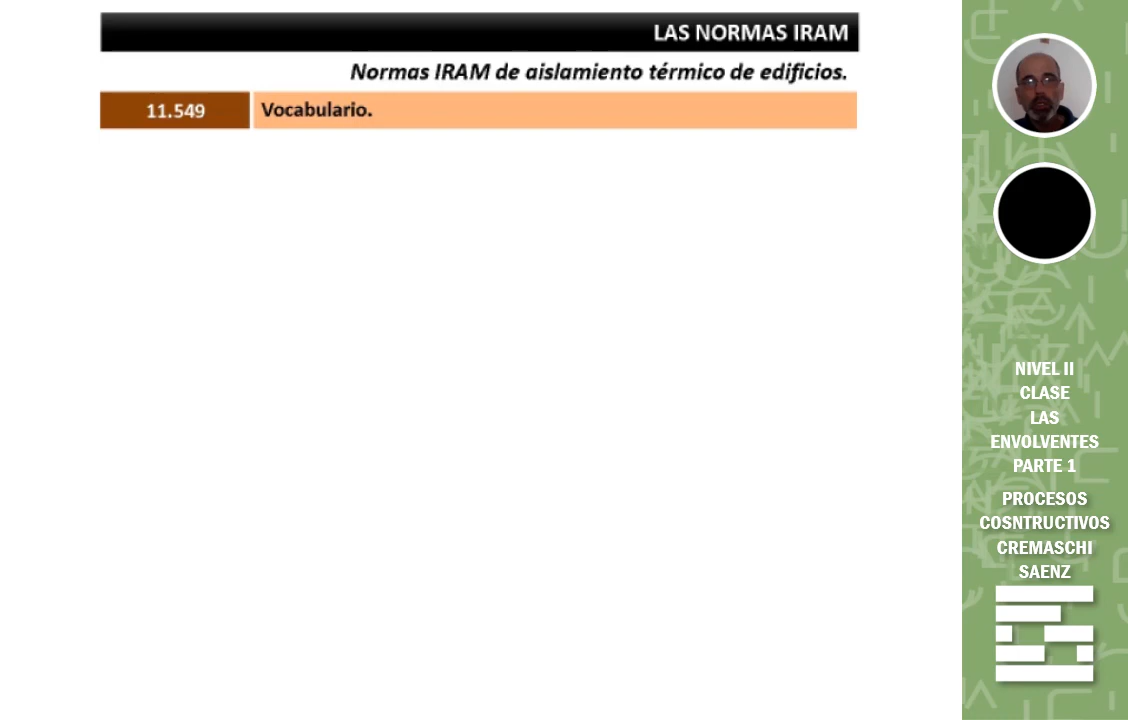 LAS NORMAS IRAM
Normas IRAM de aislamiento térmico de edificios.
11.549 Vocabulario.
NIVEL II
CLASE
LAS
ENVOLVENTES
PARTE 1
PROCESOS
COSNTRUCTIVOS
CREMASCHI
SAENZ